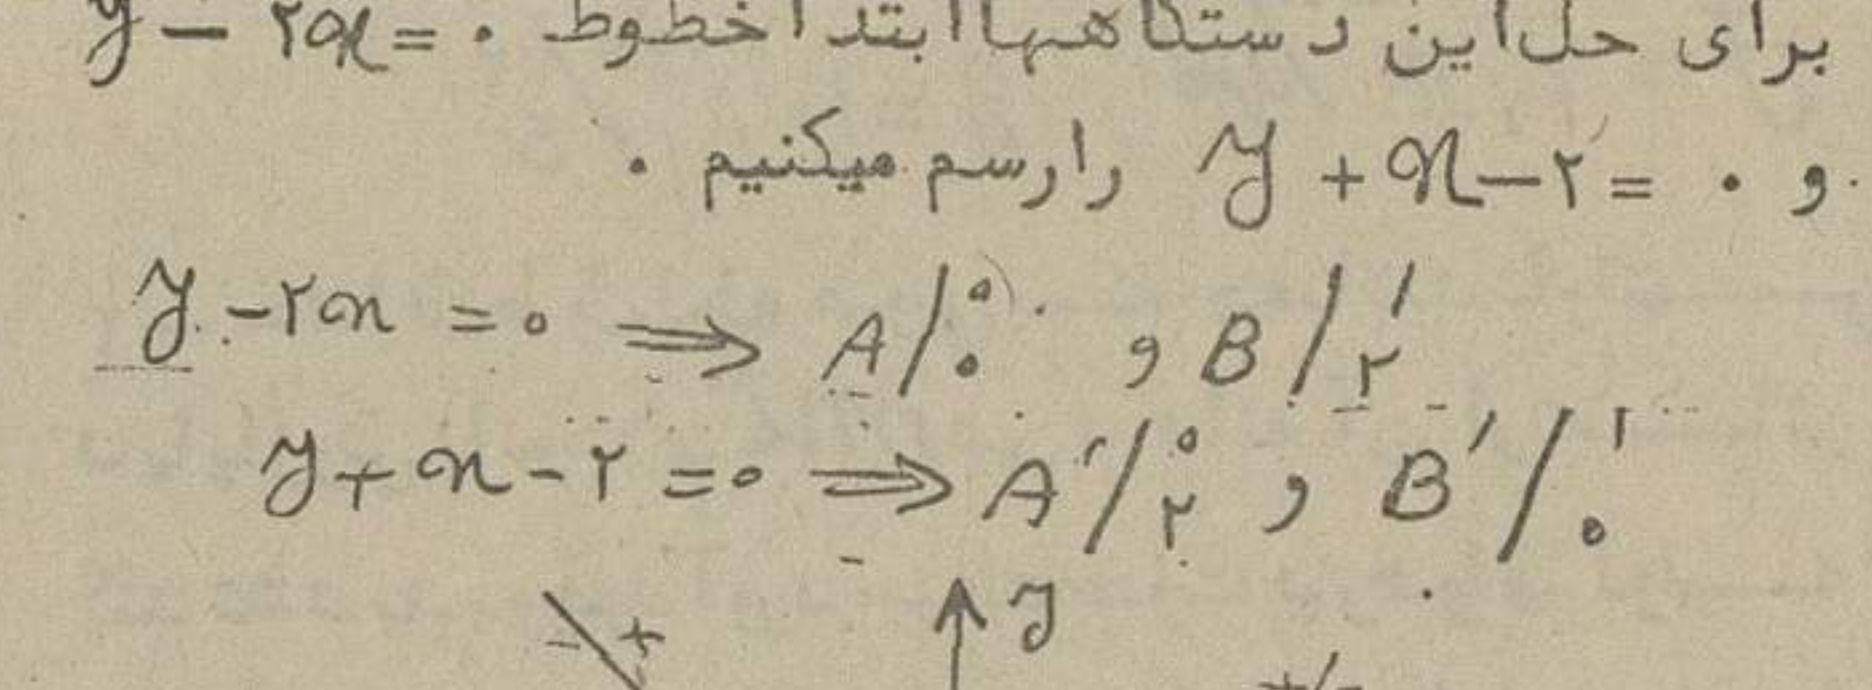 برای حل این دستگاهها ابتدا خطوط y - ۲x = ۰
و y + x - ۲ = ۰ را رسم میکنیم .
y - ۲x = ۰ ⇒ A /۰ ۰ و B /۱ ۲
y + x - ۲ = ۰ ⇒ A' /۰ ۲ و B' /۱ ۰
- + ↑ y + -